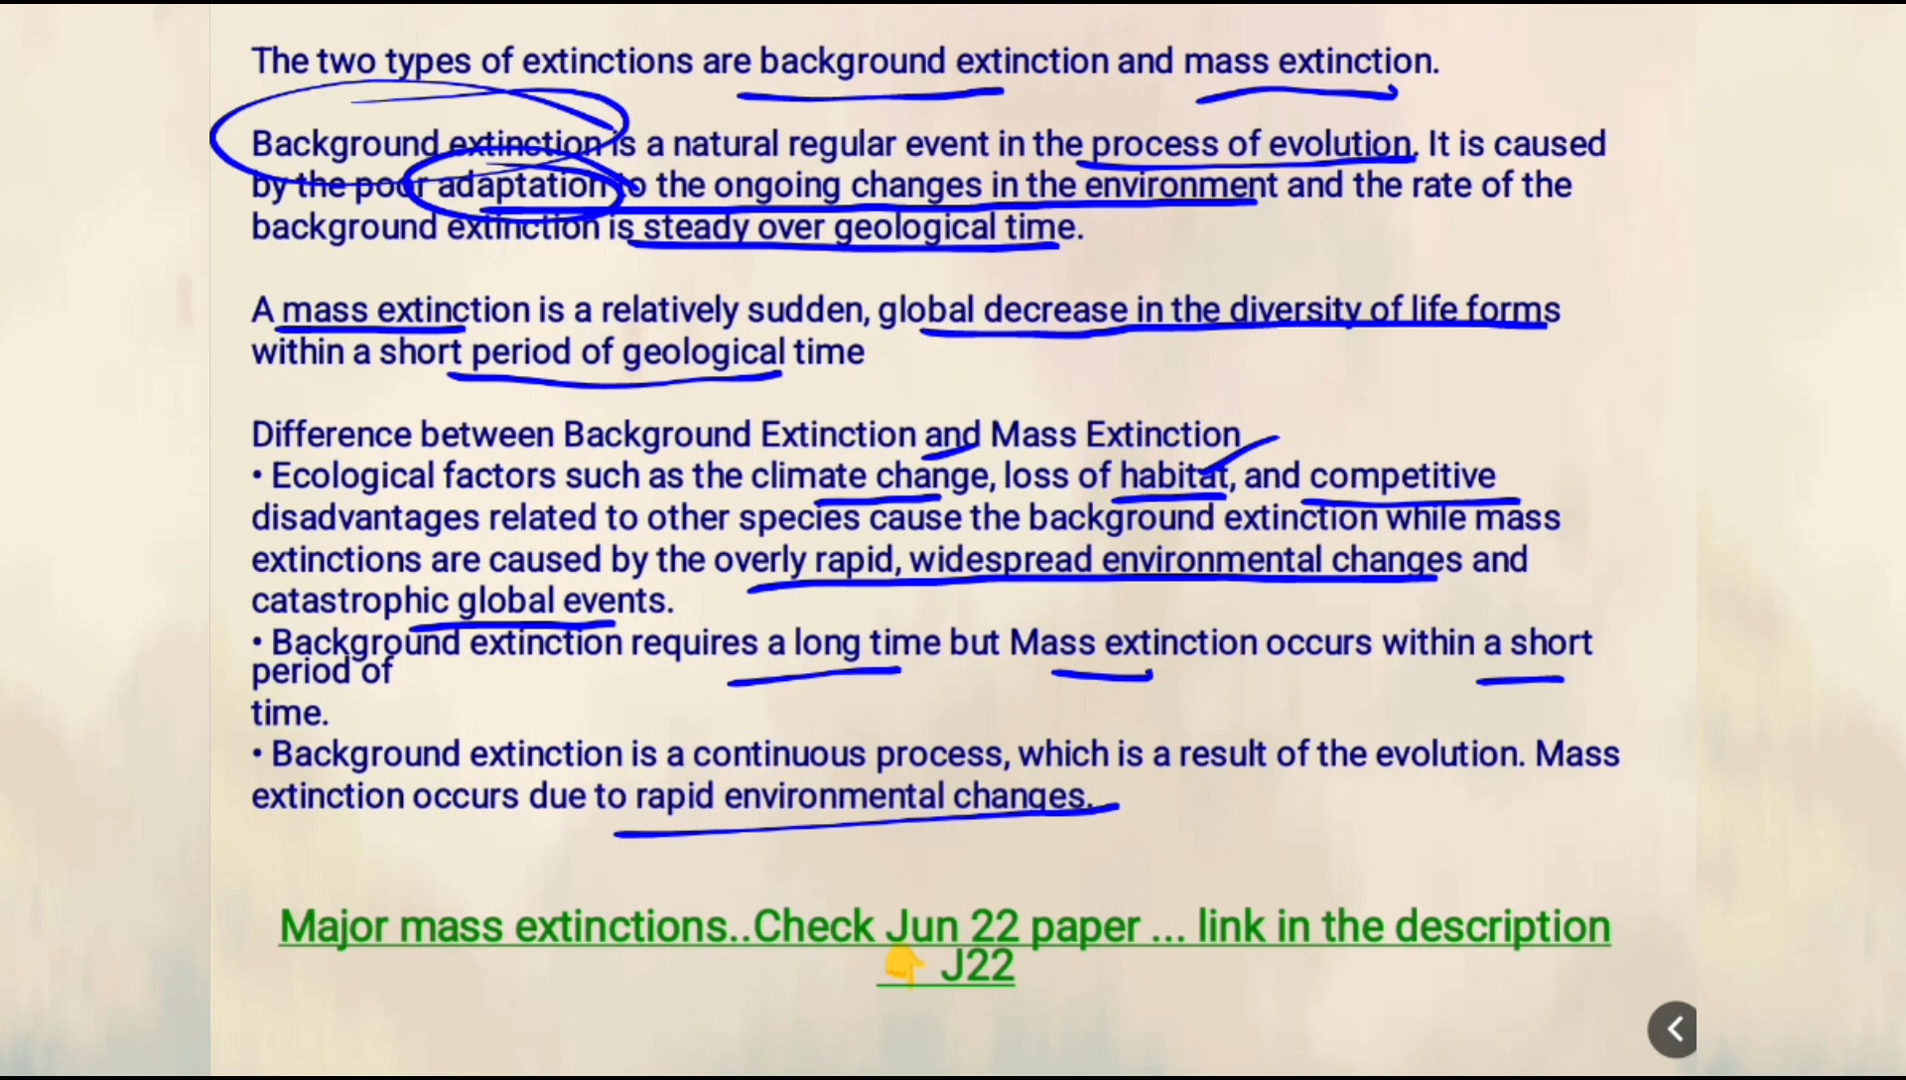 The two types of extinctions are background extinction and mass extinction.
Background extinction is a natural regular event in the process of evolution. It is caused
by the poor adaptation to the ongoing changes in the environment and the rate of the
background extinction is steady over geological time.
A mass extinction is a relatively sudden, global decrease in the diversity of life forms
within a short period of geological time
Difference between Background Extinction and Mass Extinction
• Ecological factors such as the climate change, loss of habitat, and competitive
disadvantages related to other species cause the background extinction while mass
extinctions are caused by the overly rapid, widespread environmental changes and
catastrophic global events.
• Background extinction requires a long time but Mass extinction occurs within a short
period of
time.
• Background extinction is a continuous process, which is a result of the evolution. Mass
extinction occurs due to rapid environmental changes.
Major mass extinctions..Check Jun 22 paper ... link in the description
👇 J22